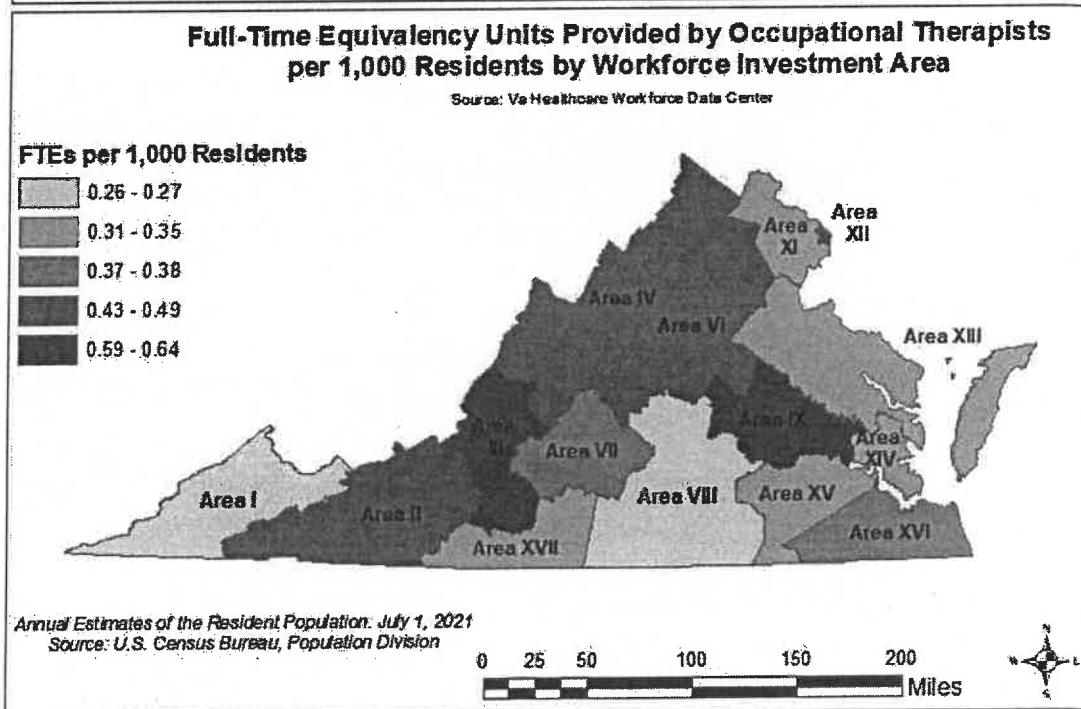 Full-Time Equivalency Units Provided by Occupational Therapists
per 1,000 Residents by Workforce Investment Area
Source: Va Healthcare Workforce Data Center
FTEs per 1,000 Residents
0.26 - 0.27
0.31 - 0.35
0.37 - 0.38
0.43 - 0.49
0.59 - 0.64
Area
XII
Area
XI
Area IV
Area VI
Area XIII
Area
III
Area IX
Area VII
Area
XIV
Area I
Area VIII
Area II
Area XV
Area XVI
Area XVII
Annual Estimates of the Resident Population: July 1, 2021
Source: U.S. Census Bureau, Population Division
0 25 50 100 150 200
Miles
N
W
S